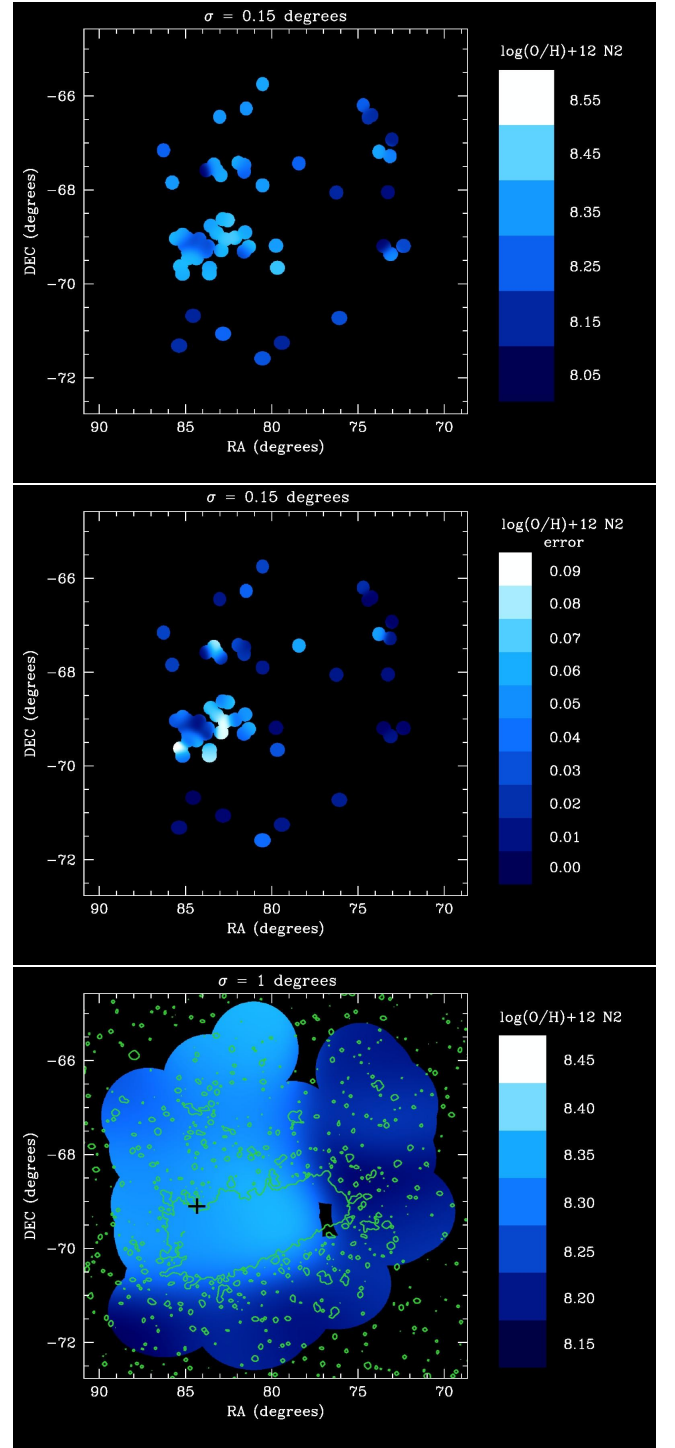 σ = 0.15 degrees
log(O/H)+12 N2
8.55
8.45
8.35
8.25
8.15
8.05
−66
−68
−70
−72
DEC (degrees)
90 85 80 75 70
RA (degrees)
σ = 0.15 degrees
log(O/H)+12 N2
error
0.09
0.08
0.07
0.06
0.05
0.04
0.03
0.02
0.01
0.00
−66
−68
−70
−72
DEC (degrees)
90 85 80 75 70
RA (degrees)
σ = 1 degrees
log(O/H)+12 N2
8.45
8.40
8.35
8.30
8.25
8.20
8.15
−66
−68
−70
−72
DEC (degrees)
90 85 80 75 70
RA (degrees)